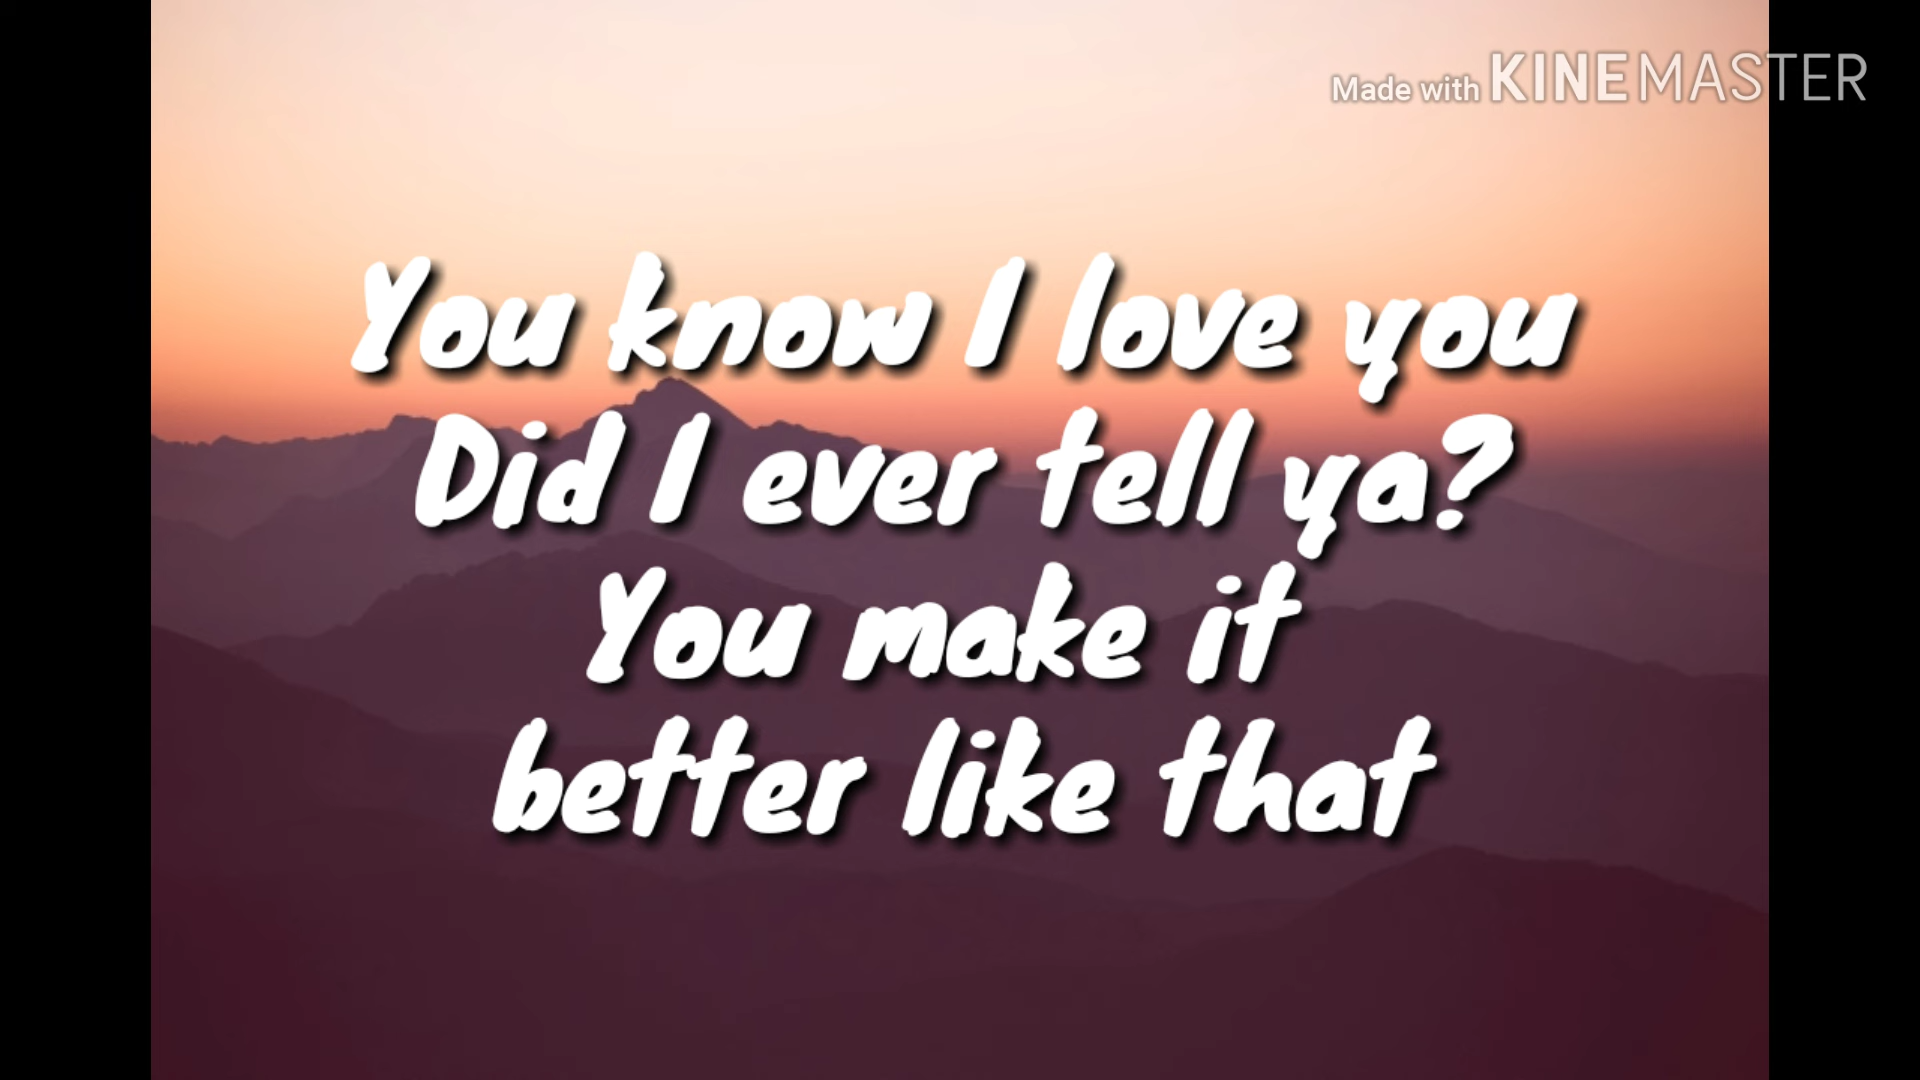 Made with KINEMASTER
You know I love you
Did I ever tell ya?
You make it
better like that